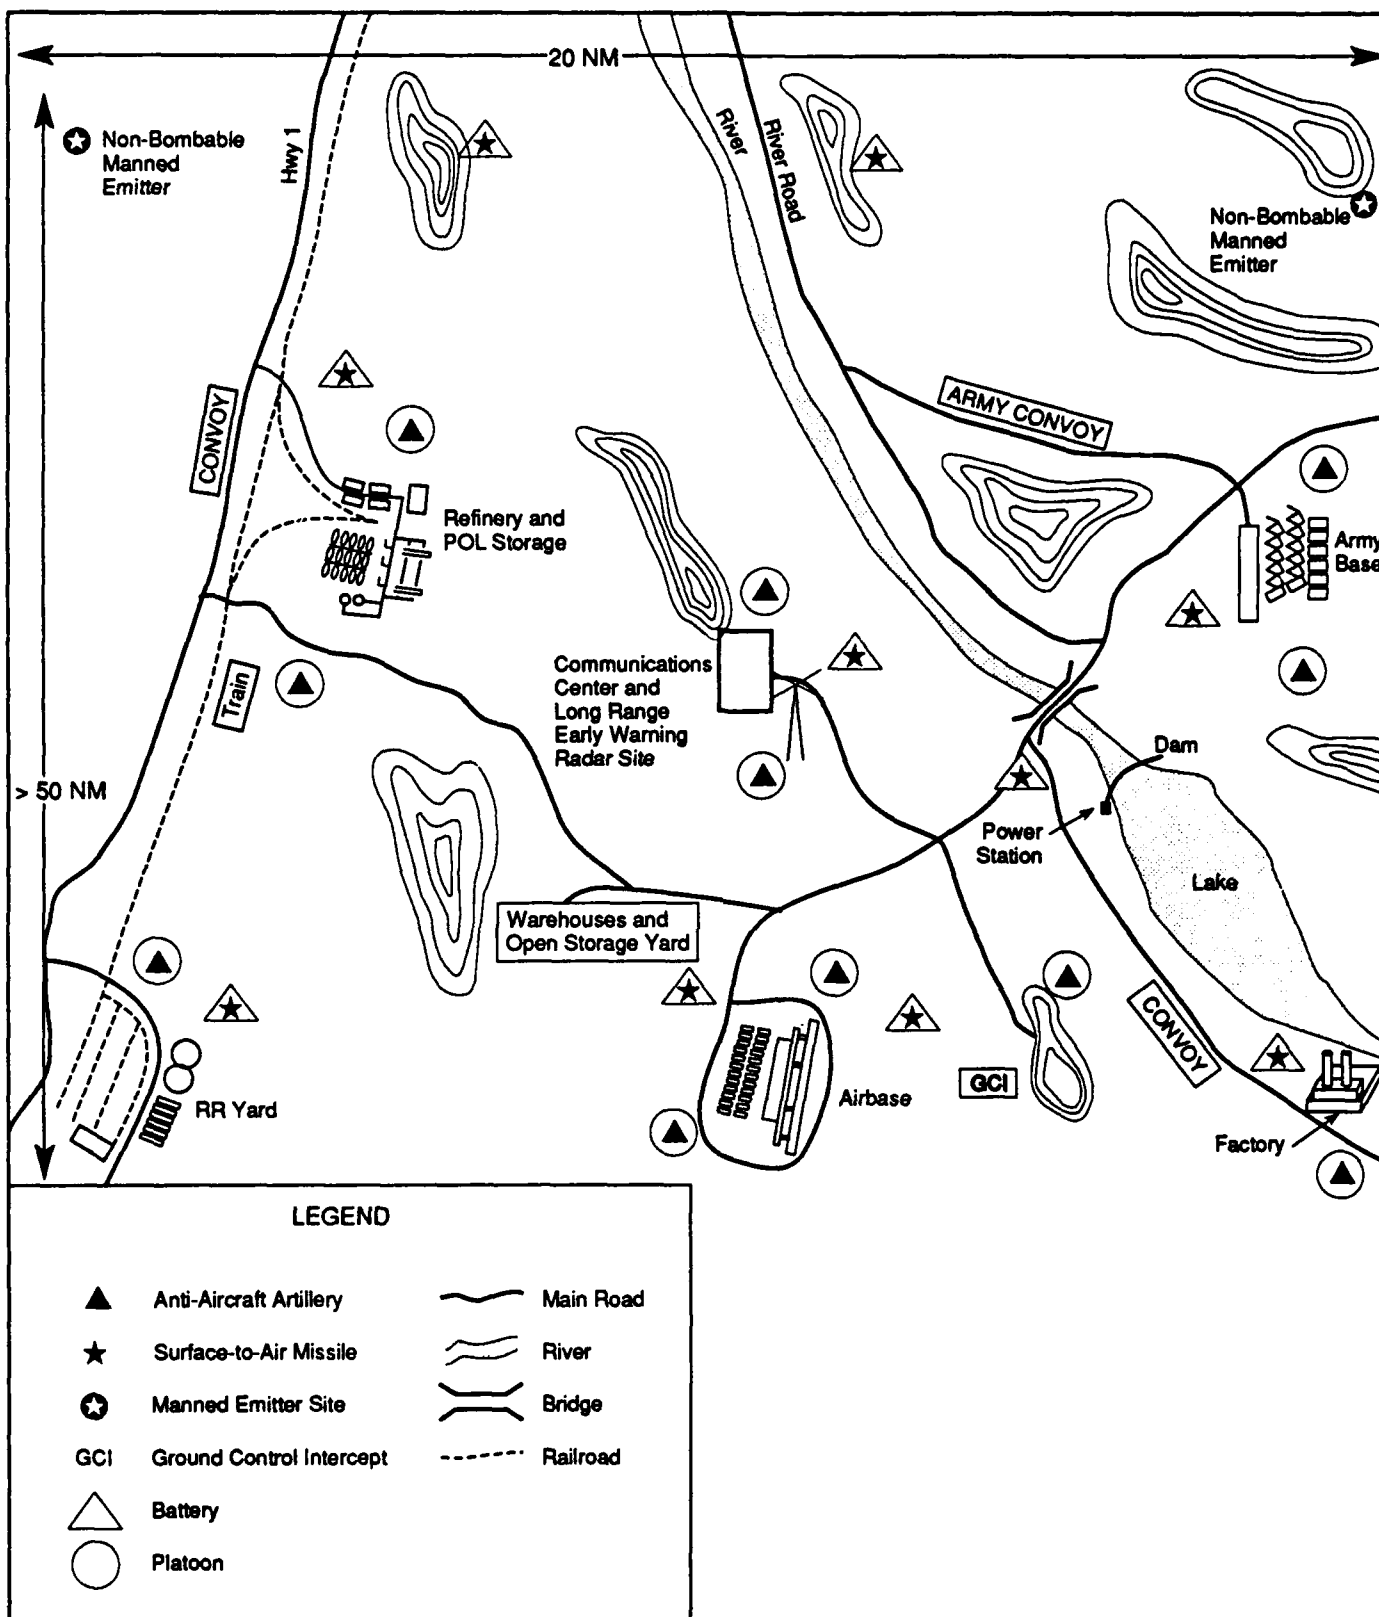 20 NM
Non-Bombable
Manned
Emitter
Hwy 1
River
River Road
Non-Bombable
Manned
Emitter
CONVOY
ARMY CONVOY
Refinery and
POL Storage
Army
Base
Communications
Center and
Long Range
Early Warning
Radar Site
Train
Dam
> 50 NM
Power
Station
Lake
Warehouses and
Open Storage Yard
CONVOY
GCI
Airbase
RR Yard
Factory
LEGEND
Anti-Aircraft Artillery
Main Road
Surface-to-Air Missile
River
Manned Emitter Site
Bridge
GCI
Ground Control Intercept
Railroad
Battery
Platoon